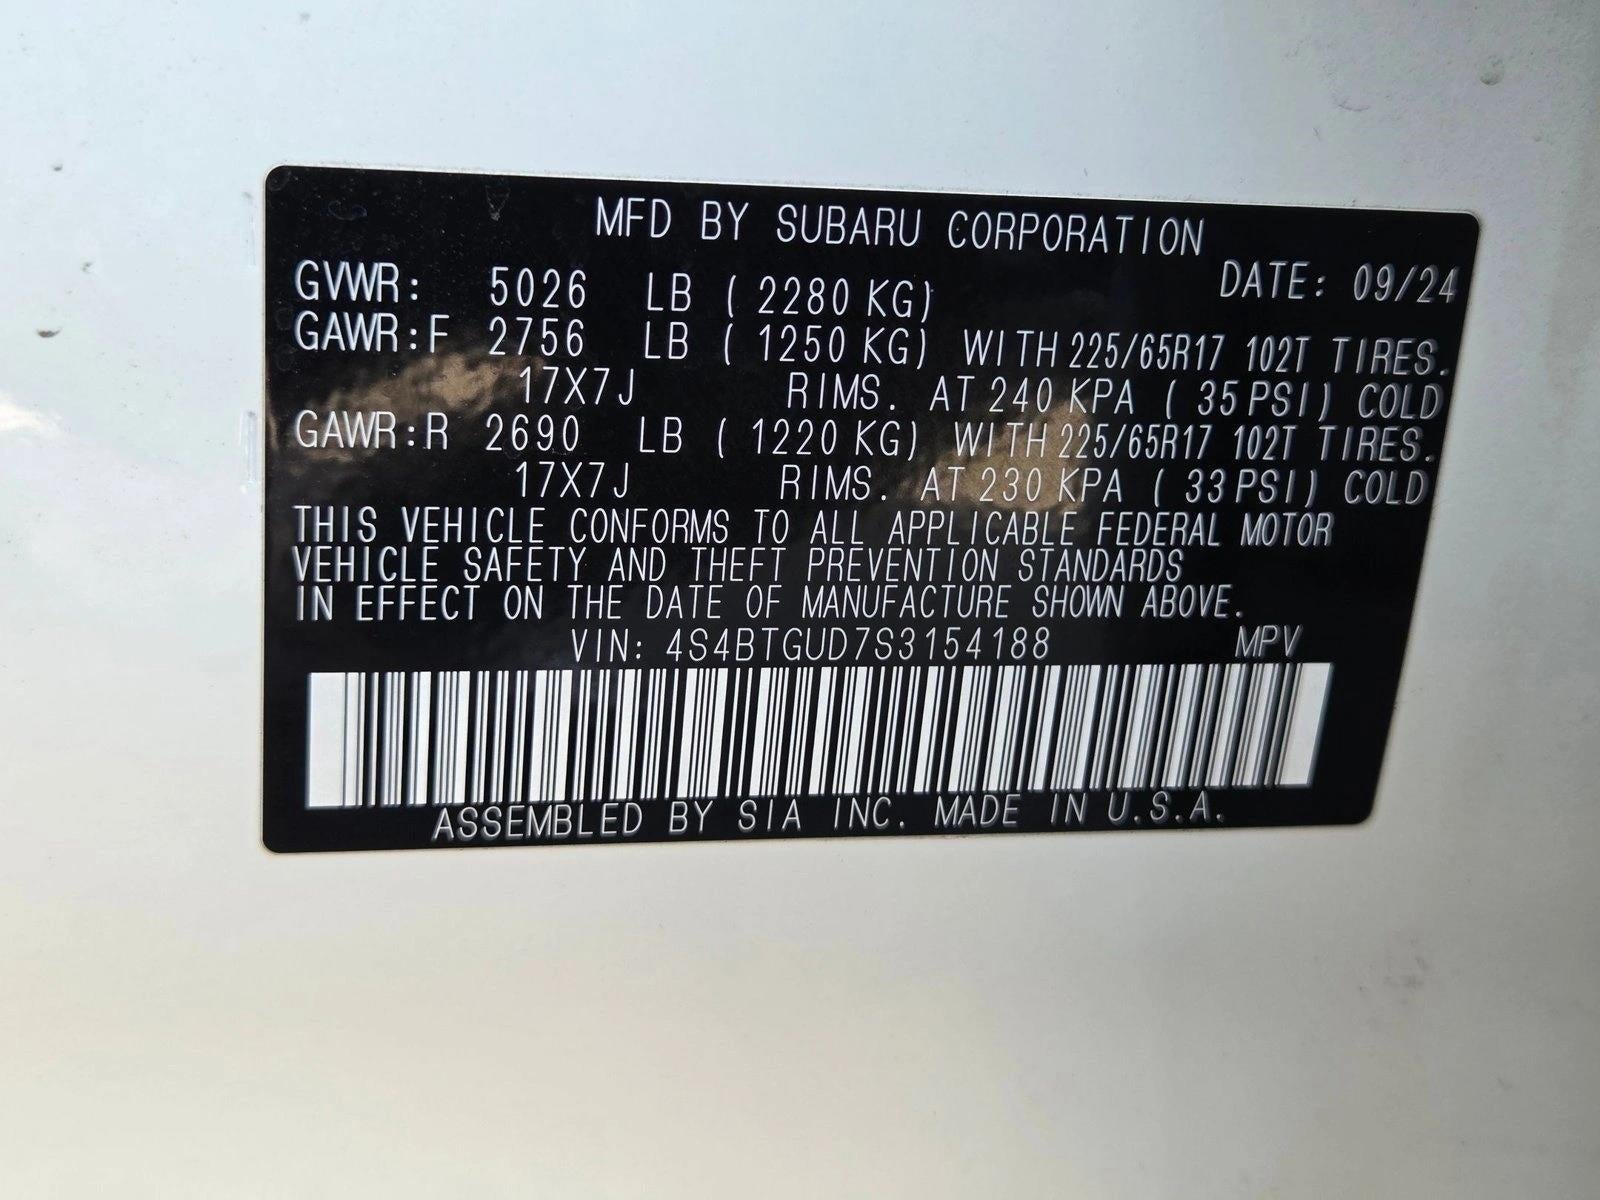 MFD BY SUBARU CORPORATION
DATE: 09/24
GVWR: 5026 LB ( 2280 KG)
GAWR:F 2756 LB ( 1250 KG) WITH 225/65R17 102T TIRES.
17X7J RIMS. AT 240 KPA ( 35 PSI) COLD
GAWR:R 2690 LB ( 1220 KG) WITH 225/65R17 102T TIRES.
17X7J RIMS. AT 230 KPA ( 33 PSI) COLD
THIS VEHICLE CONFORMS TO ALL APPLICABLE FEDERAL MOTOR
VEHICLE SAFETY AND THEFT PREVENTION STANDARDS
IN EFFECT ON THE DATE OF MANUFACTURE SHOWN ABOVE.
VIN: 4S4BTGUD7S3154188 MPV
ASSEMBLED BY SIA INC. MADE IN U.S.A.